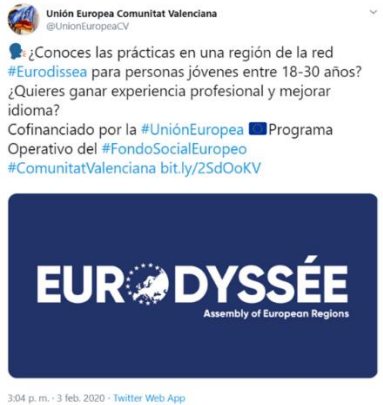 Unión Europea Comunitat Valenciana
@UnionEuropeaCV
🗣¿Conoces las prácticas en una región de la red
#Eurodissea para personas jóvenes entre 18-30 años?
¿Quieres ganar experiencia profesional y mejorar
idioma?
Cofinanciado por la #UniónEuropea 🇪🇺Programa
Operativo del #FondoSocialEuropeo
#ComunitatValenciana bit.ly/2SdOoKV
EURODYSSÉE
Assembly of European Regions
3:04 p. m. · 3 feb. 2020 · Twitter Web App